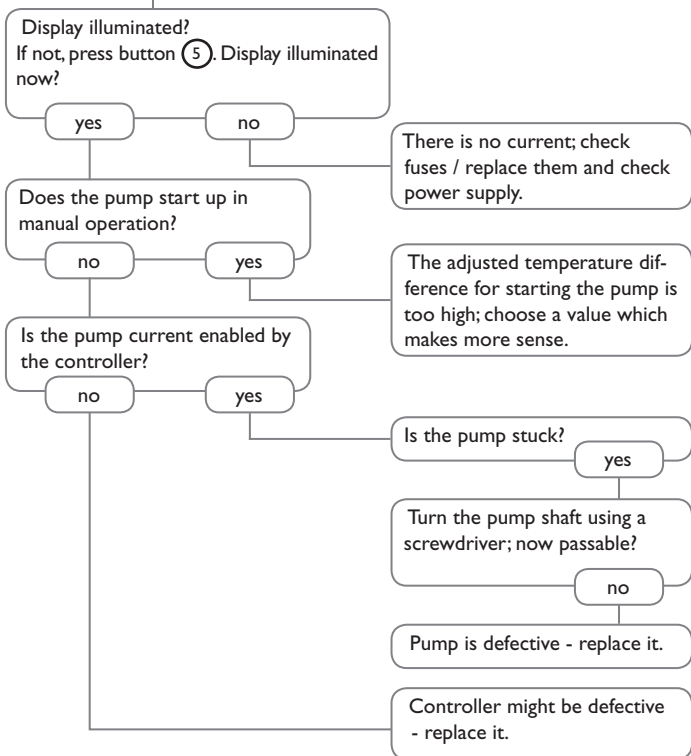 Display illuminated?
If not, press button 5. Display illuminated
now?
yes
no
There is no current; check
fuses / replace them and check
power supply.
Does the pump start up in
manual operation?
no
yes
The adjusted temperature dif-
ference for starting the pump is
too high; choose a value which
makes more sense.
Is the pump current enabled by
the controller?
no
yes
Is the pump stuck?
yes
Turn the pump shaft using a
screwdriver; now passable?
no
Pump is defective - replace it.
Controller might be defective
- replace it.